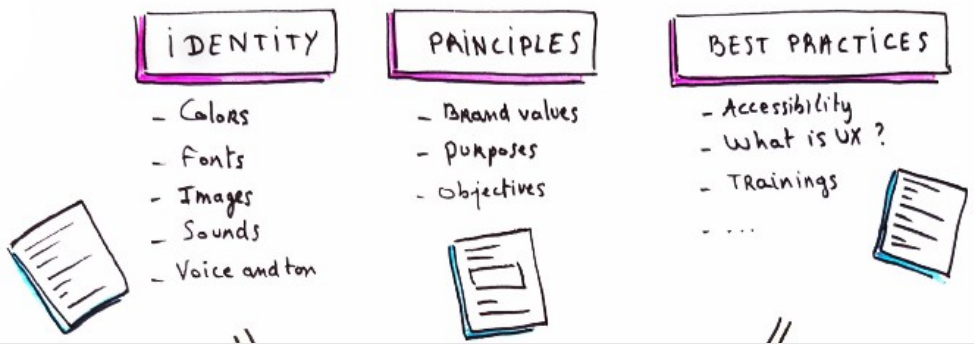 IDENTITY
- Colors
- Fonts
- Images
- Sounds
- Voice and ton
PRINCIPLES
- Brand values
- Purposes
- Objectives
BEST PRACTICES
- Accessibility
- What is UX ?
- Trainings
- ...